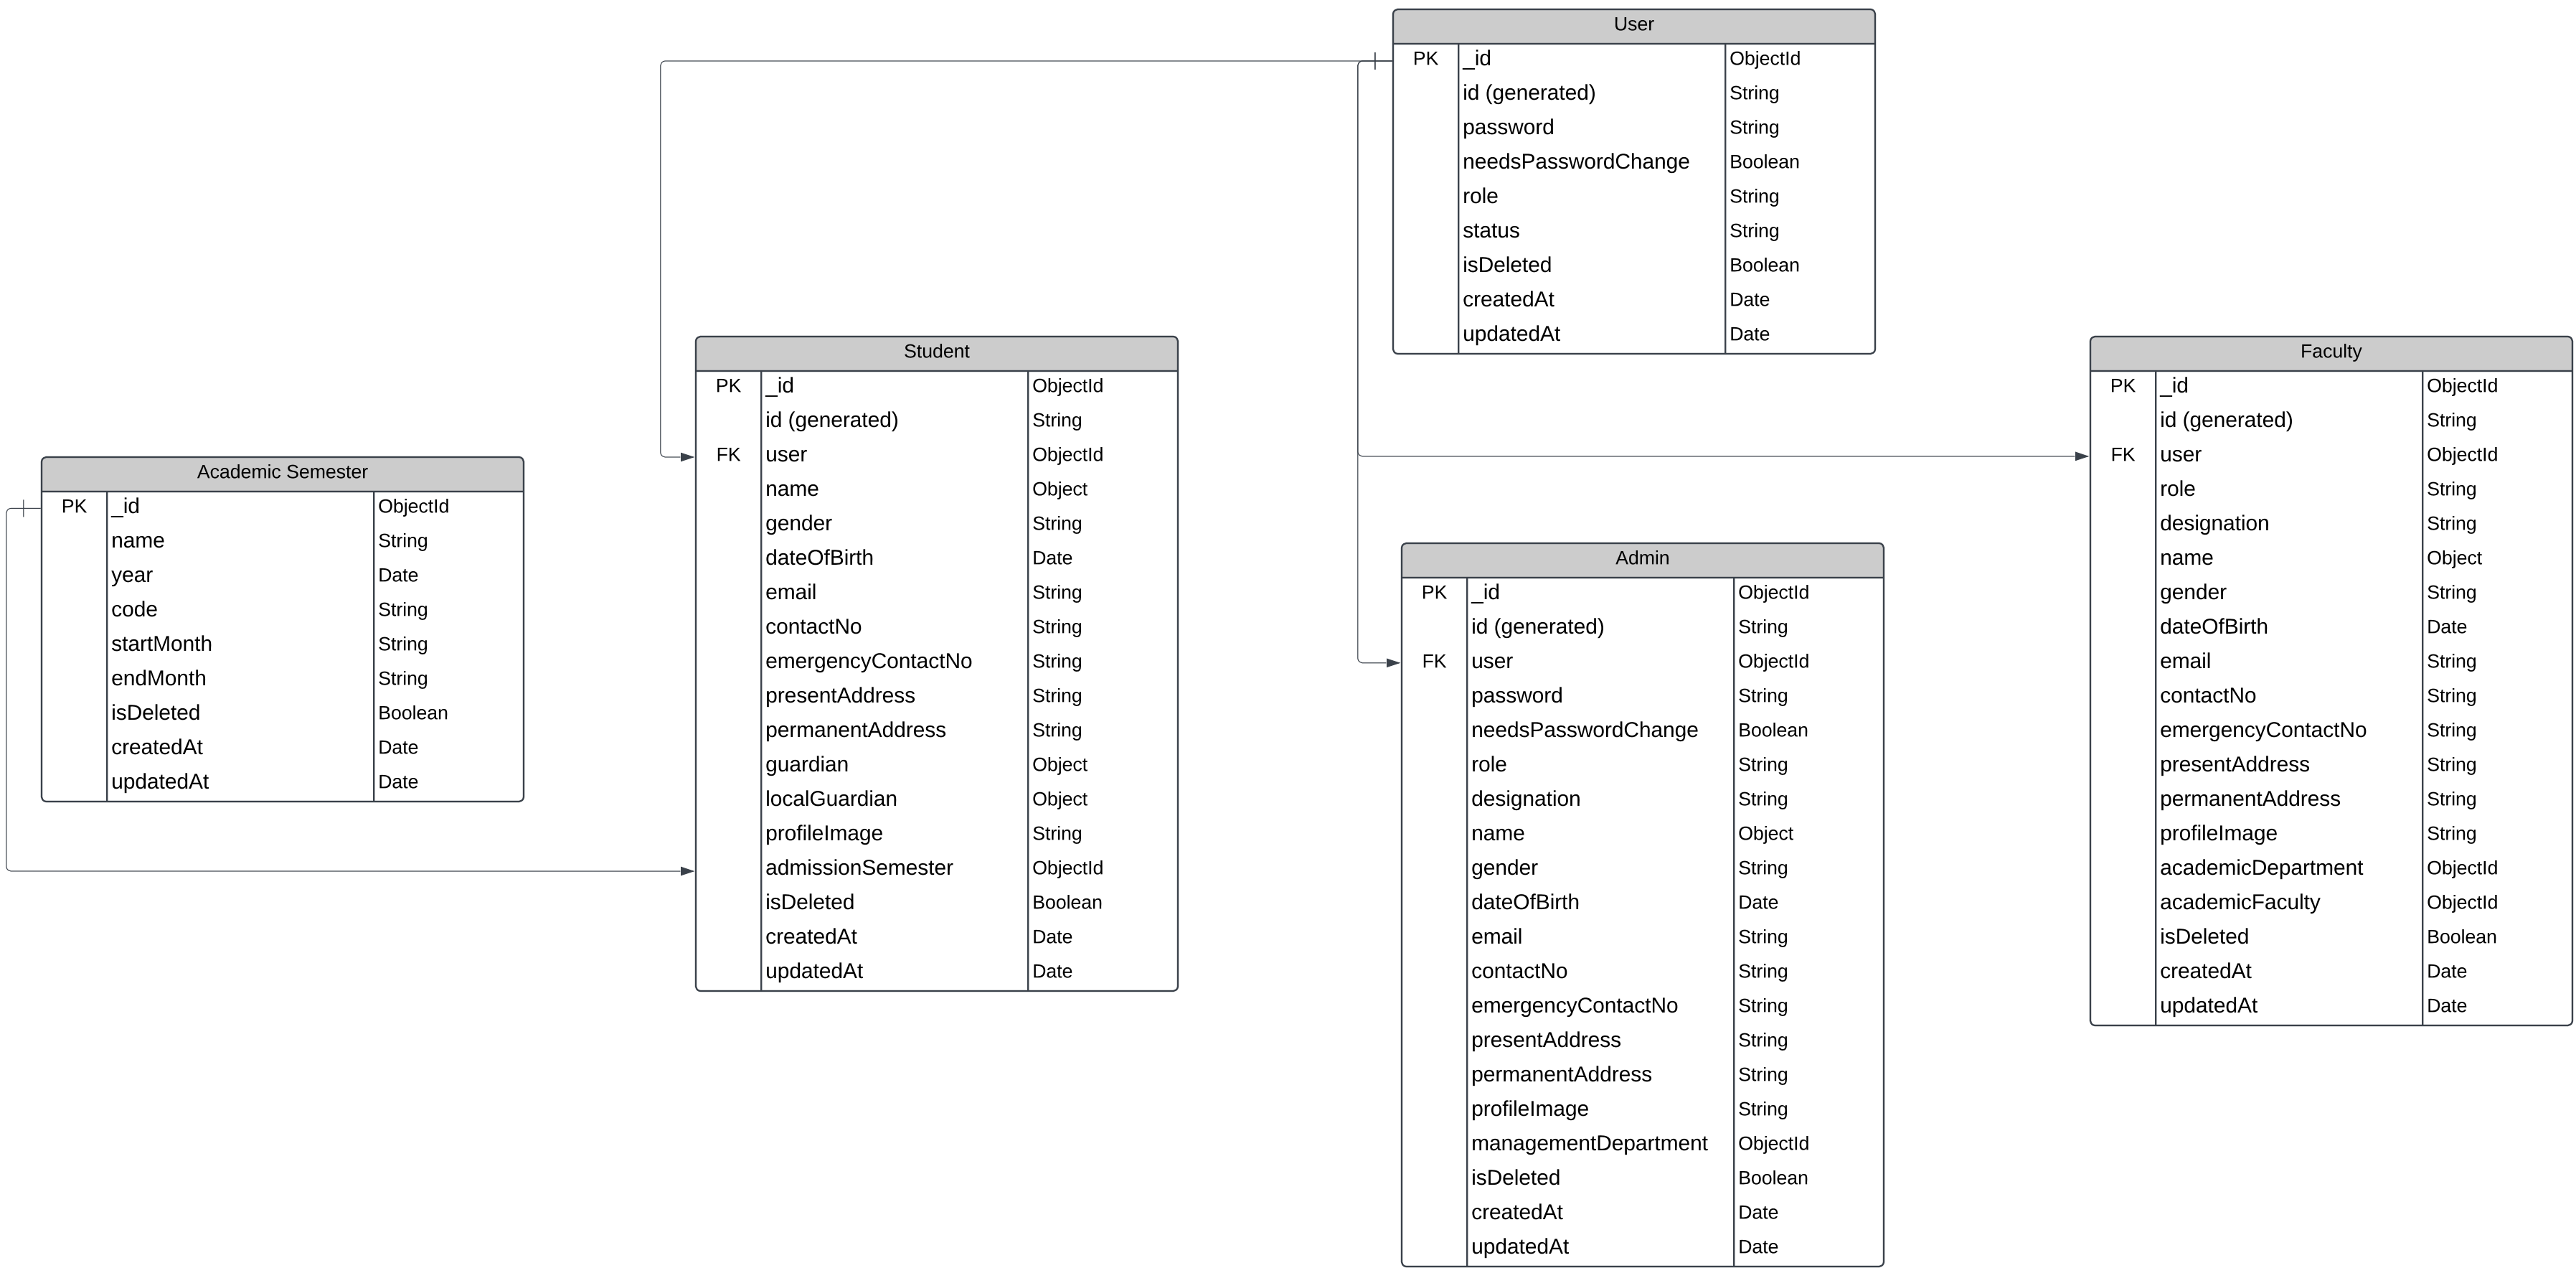 User
PK _id ObjectId
id (generated) String
password String
needsPasswordChange Boolean
role String
status String
isDeleted Boolean
createdAt Date
updatedAt Date
Student
PK _id ObjectId
id (generated) String
FK user ObjectId
name Object
gender String
dateOfBirth Date
email String
contactNo String
emergencyContactNo String
presentAddress String
permanentAddress String
guardian Object
localGuardian Object
profileImage String
admissionSemester ObjectId
isDeleted Boolean
createdAt Date
updatedAt Date
Faculty
PK _id ObjectId
id (generated) String
FK user ObjectId
role String
designation String
name Object
gender String
dateOfBirth Date
email String
contactNo String
emergencyContactNo String
presentAddress String
permanentAddress String
profileImage String
academicDepartment ObjectId
academicFaculty ObjectId
isDeleted Boolean
createdAt Date
updatedAt Date
Academic Semester
PK _id ObjectId
name String
year Date
code String
startMonth String
endMonth String
isDeleted Boolean
createdAt Date
updatedAt Date
Admin
PK _id ObjectId
id (generated) String
FK user ObjectId
password String
needsPasswordChange Boolean
role String
designation String
name Object
gender String
dateOfBirth Date
email String
contactNo String
emergencyContactNo String
presentAddress String
permanentAddress String
profileImage String
managementDepartment ObjectId
isDeleted Boolean
createdAt Date
updatedAt Date